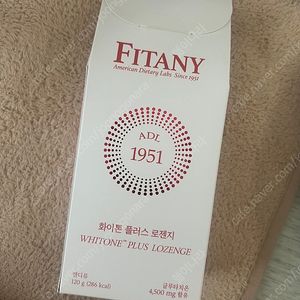 FITANY
American Dietary Labs Since 1951
ADL
1951
화이톤 플러스 로젠지
WHITONE™ PLUS LOZENGE
캔디류
120 g (286 kcal)
글루타치온
4,500 mg 함유